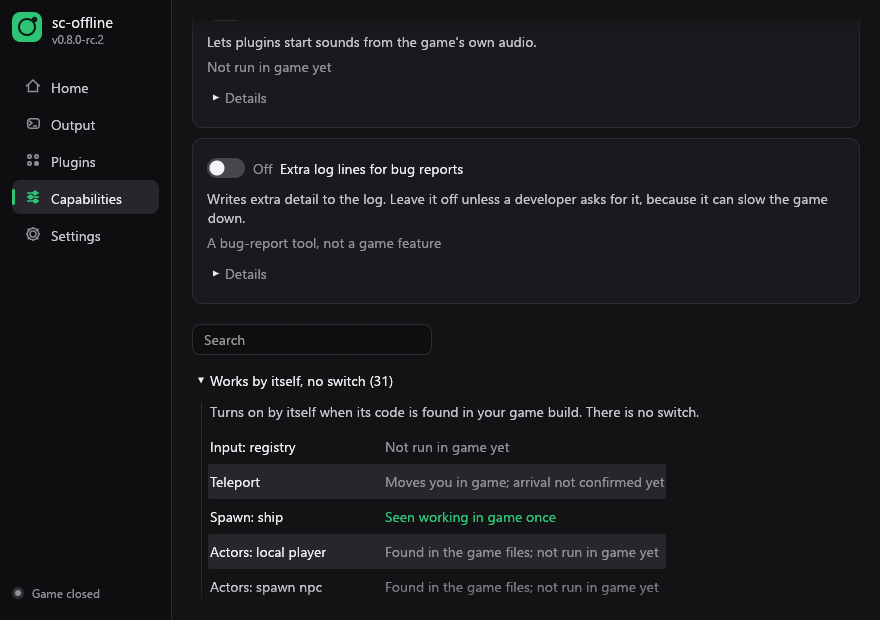 sc-offline
v0.8.0-rc.2
Home
Output
Plugins
Capabilities
Settings
Game closed
Lets plugins start sounds from the game's own audio.
Not run in game yet
Details
Off Extra log lines for bug reports
Writes extra detail to the log. Leave it off unless a developer asks for it, because it can slow the game
down.
A bug-report tool, not a game feature
Details
Search
Works by itself, no switch (31)
Turns on by itself when its code is found in your game build. There is no switch.
Input: registry Not run in game yet
Teleport Moves you in game; arrival not confirmed yet
Spawn: ship Seen working in game once
Actors: local player Found in the game files; not run in game yet
Actors: spawn npc Found in the game files; not run in game yet